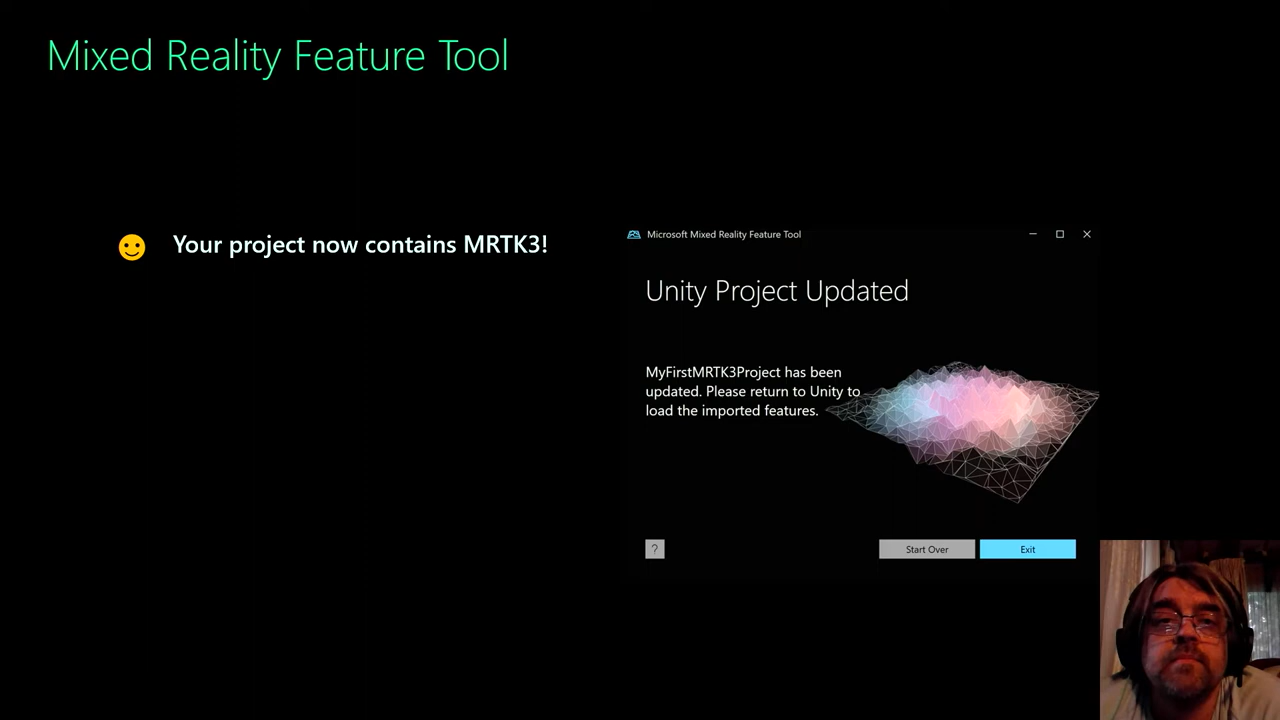 Mixed Reality Feature Tool
Your project now contains MRTK3!
Microsoft Mixed Reality Feature Tool
Unity Project Updated
MyFirstMRTK3Project has been
updated. Please return to Unity to
load the imported features.
?
Start Over
Exit